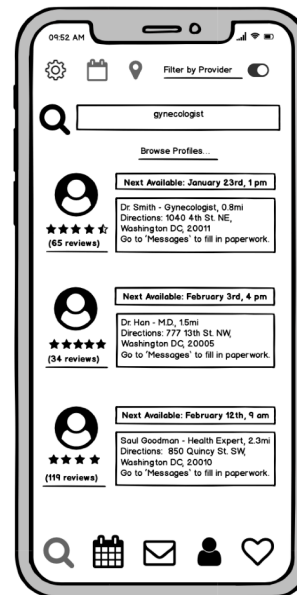 09:52 AM
Filter by Provider
gynecologist
Browse Profiles...
Next Available: January 23rd, 1 pm
Dr. Smith - Gynecologist, 0.8mi
Directions: 1040 4th St. NE,
Washington DC, 20011
Go to 'Messages' to fill in paperwork.
(65 reviews)
Next Available: February 3rd, 4 pm
Dr. Han - M.D., 1.5mi
Directions: 777 13th St. NW,
Washington DC, 20005
Go to 'Messages' to fill in paperwork.
(34 reviews)
Next Available: February 12th, 9 am
Saul Goodman - Health Expert, 2.3mi
Directions: 850 Quincy St. SW,
Washington DC, 20010
Go to 'Messages' to fill in paperwork.
(119 reviews)